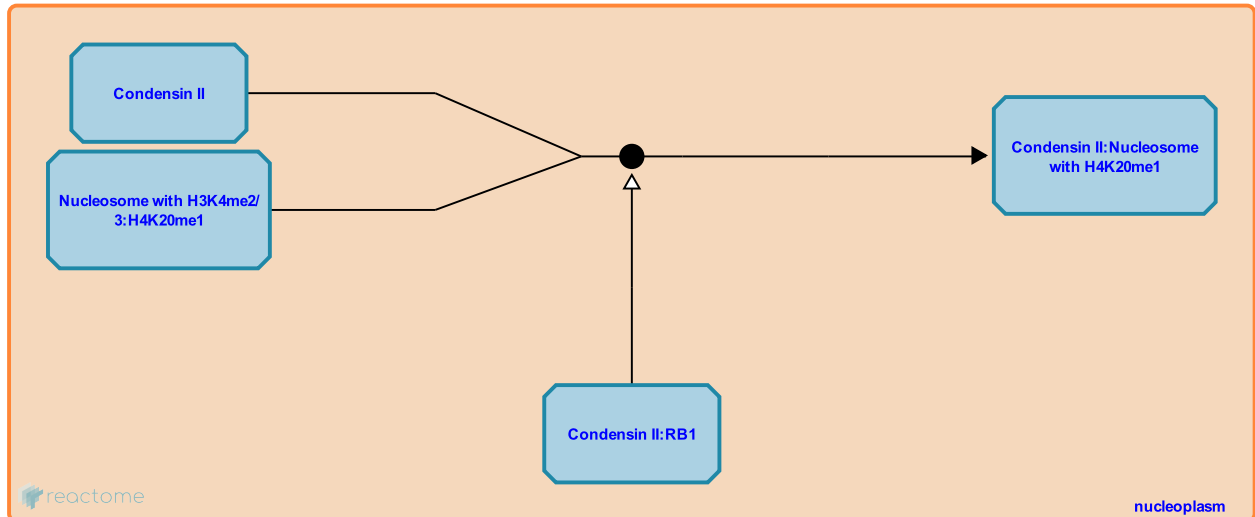 Condensin II
Nucleosome with H3K4me2/
3:H4K20me1
Condensin II:Nucleosome
with H4K20me1
Condensin II:RB1
reactome
nucleoplasm